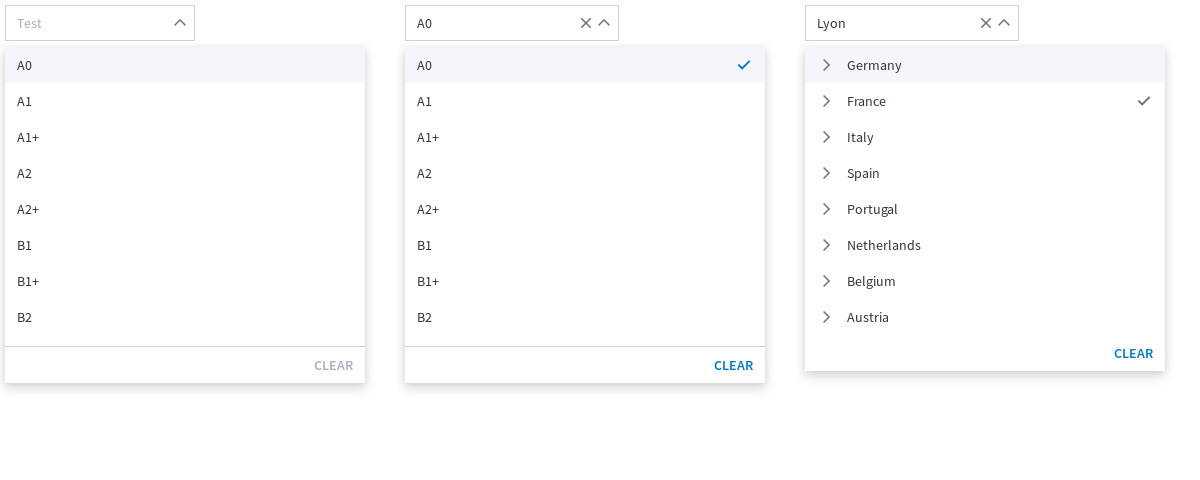 Test
A0
A1
A1+
A2
A2+
B1
B1+
B2
CLEAR
A0
A0
A1
A1+
A2
A2+
B1
B1+
B2
CLEAR
Lyon
Germany
France
Italy
Spain
Portugal
Netherlands
Belgium
Austria
CLEAR